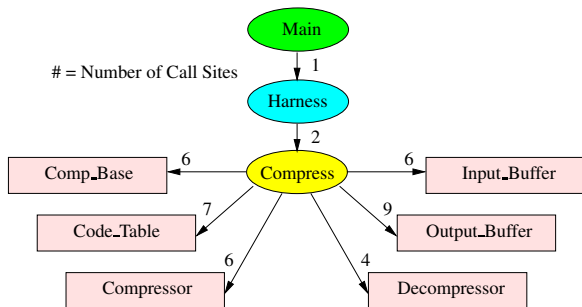 Main
1
# = Number of Call Sites
Harness
2
Comp_Base
6
Compress
6
Input_Buffer
Code_Table
7
9
Output_Buffer
Compressor
6
4
Decompressor